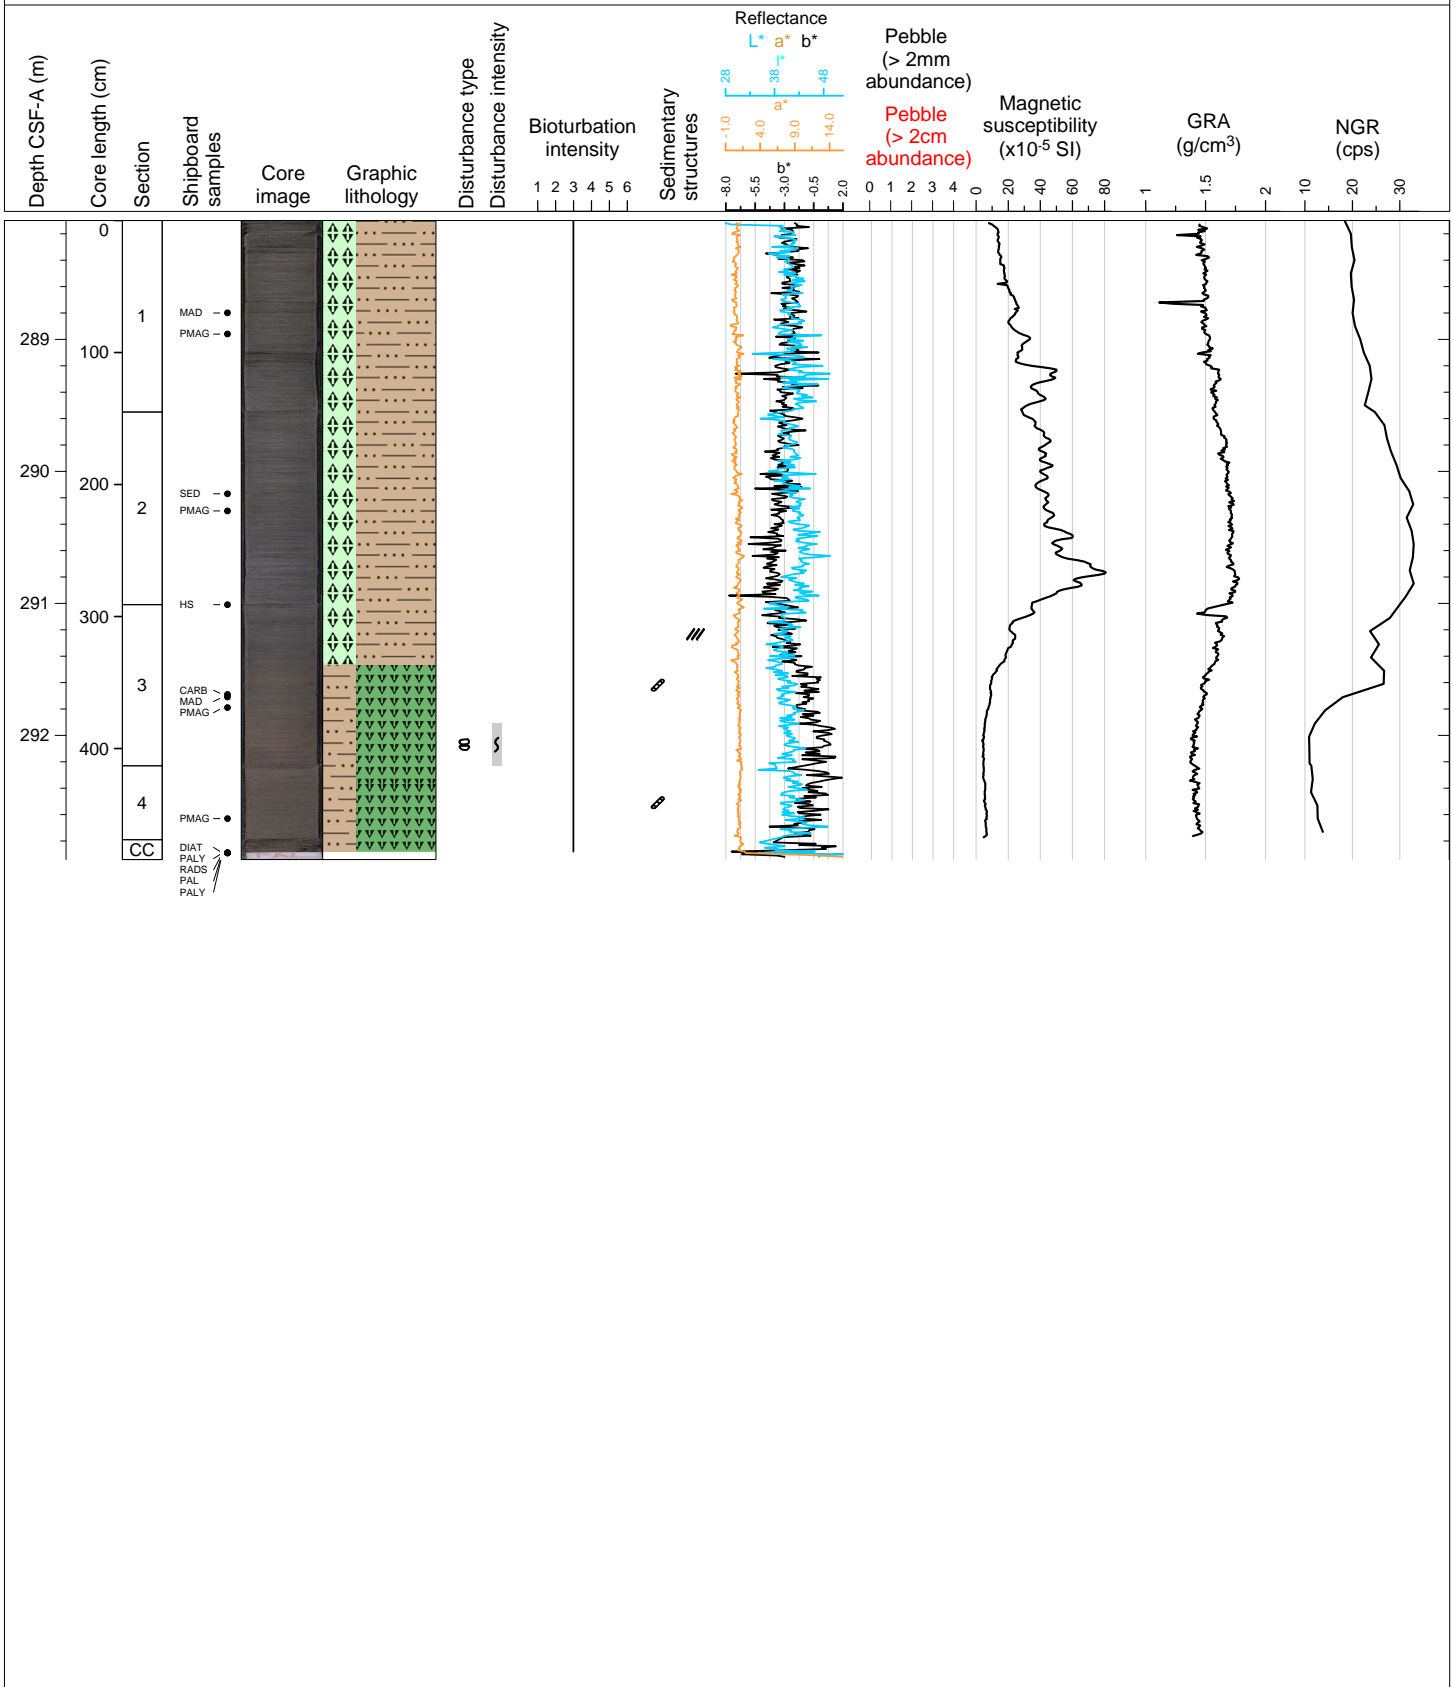 Depth CSF-A (m)
Core length (cm)
Section
Shipboard
samples
Core
image
Graphic
lithology
Disturbance type
Disturbance intensity
Bioturbation
intensity
1 2 3 4 5 6
Sedimentary
structures
Reflectance
L* a* b*
28 38 48
l*
a*
-1.0 4.0 9.0 14.0
b*
-8.0 -5.5 -3.0 -0.5 2.0
Pebble
(> 2mm
abundance)
Pebble
(> 2cm
abundance)
0 1 2 3 4
Magnetic
susceptibility
(x10-5 SI)
0 20 40 60 80
GRA
(g/cm3)
1 1.5 2
NGR
(cps)
10 20 30
0
1
MAD
PMAG
289
100
290
200
SED
2
PMAG
291
HS
300
3
CARB
MAD
PMAG
292
400
4
PMAG
CC
DIAT
PALY
RADS
PAL
PALY